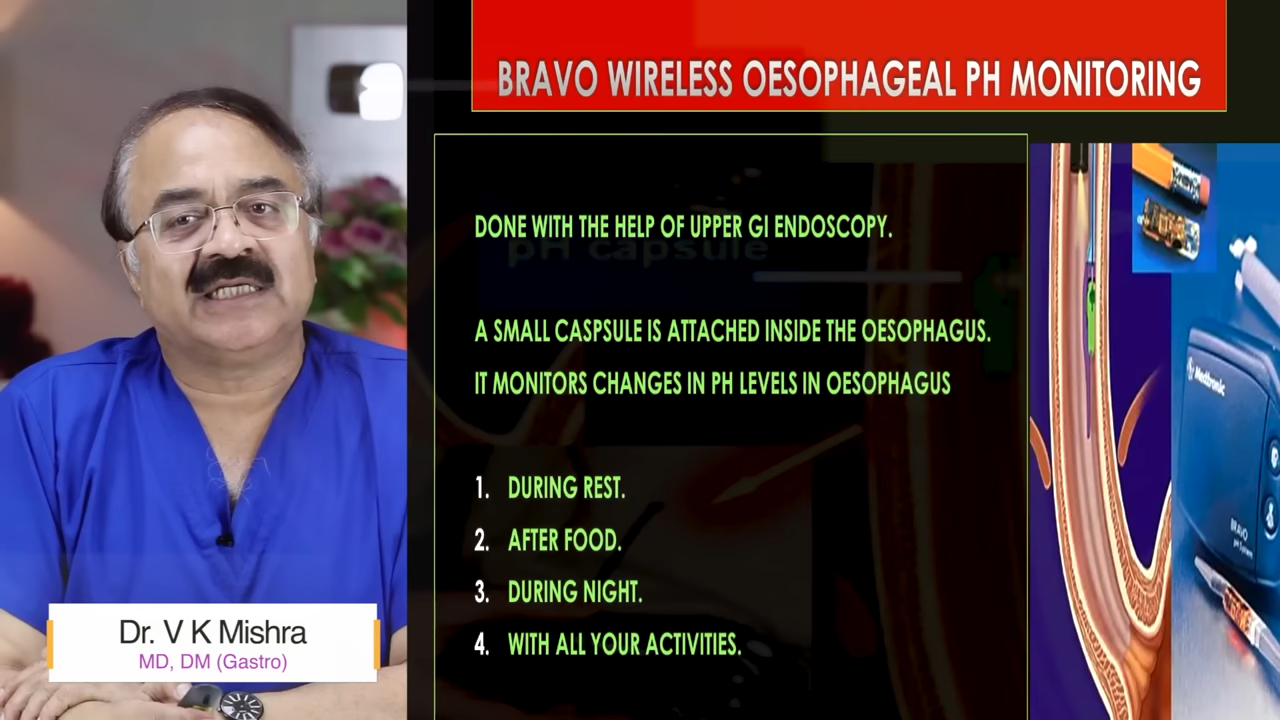 BRAVO WIRELESS OESOPHAGEAL PH MONITORING
DONE WITH THE HELP OF UPPER GI ENDOSCOPY.
pH capsule
A SMALL CASPSULE IS ATTACHED INSIDE THE OESOPHAGUS.
IT MONITORS CHANGES IN PH LEVELS IN OESOPHAGUS
1. DURING REST.
2. AFTER FOOD.
3. DURING NIGHT.
4. WITH ALL YOUR ACTIVITIES.
Medtronic
BRAVO
pH System
Dr. V K Mishra
MD, DM (Gastro)